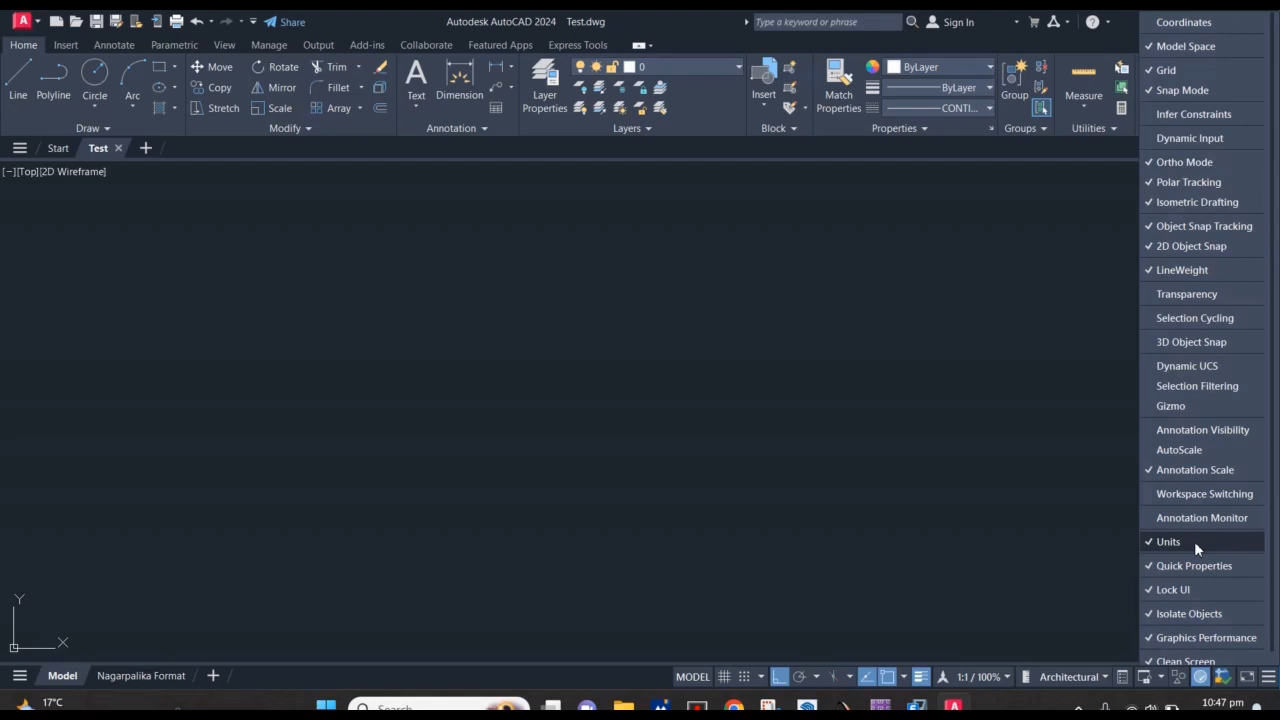 A Share Autodesk AutoCAD 2024 Test.dwg Type a keyword or phrase Sign In
Home Insert Annotate Parametric View Manage Output Add-ins Collaborate Featured Apps Express Tools
Line Polyline Circle Arc Move Rotate Trim Text Dimension Layer Properties 0 Insert Match Properties ByLayer Group Measure
Copy Mirror Fillet ByLayer
Stretch Scale Array CONTI...
Draw Modify Annotation Layers Block Properties Groups Utilities
Start Test
[−][Top][2D Wireframe]
Coordinates
Model Space
Grid
Snap Mode
Infer Constraints
Dynamic Input
Ortho Mode
Polar Tracking
Isometric Drafting
Object Snap Tracking
2D Object Snap
LineWeight
Transparency
Selection Cycling
3D Object Snap
Dynamic UCS
Selection Filtering
Gizmo
Annotation Visibility
AutoScale
Annotation Scale
Workspace Switching
Annotation Monitor
Units
Quick Properties
Lock UI
Isolate Objects
Graphics Performance
Clean Screen
Y
X
Model Nagarpalika Format MODEL 1:1 / 100% Architectural
17°C Search 10:47 pm